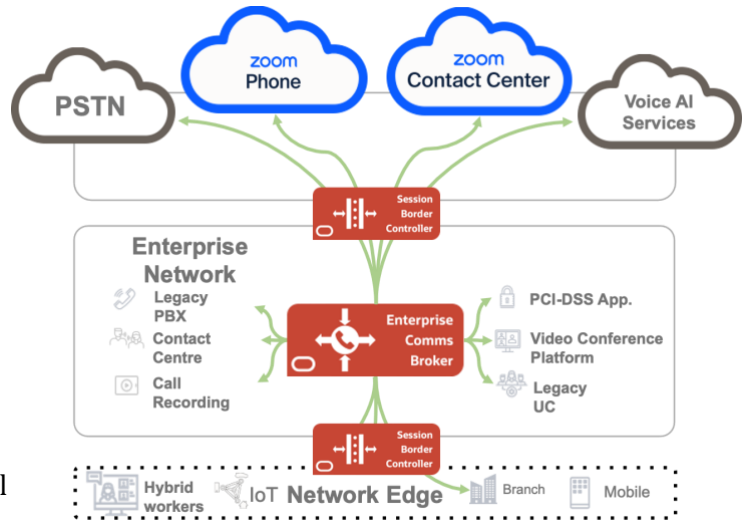 zoom
Phone
zoom
Contact Center
PSTN
Voice AI
Services
Session
Border
Controller
Enterprise
Network
Legacy
PBX
Contact
Centre
Call
Recording
Enterprise
Comms
Broker
PCI-DSS App.
Video Conference
Platform
Legacy
UC
Session
Border
Controller
l
Hybrid
workers
IoT
Network Edge
Branch
Mobile